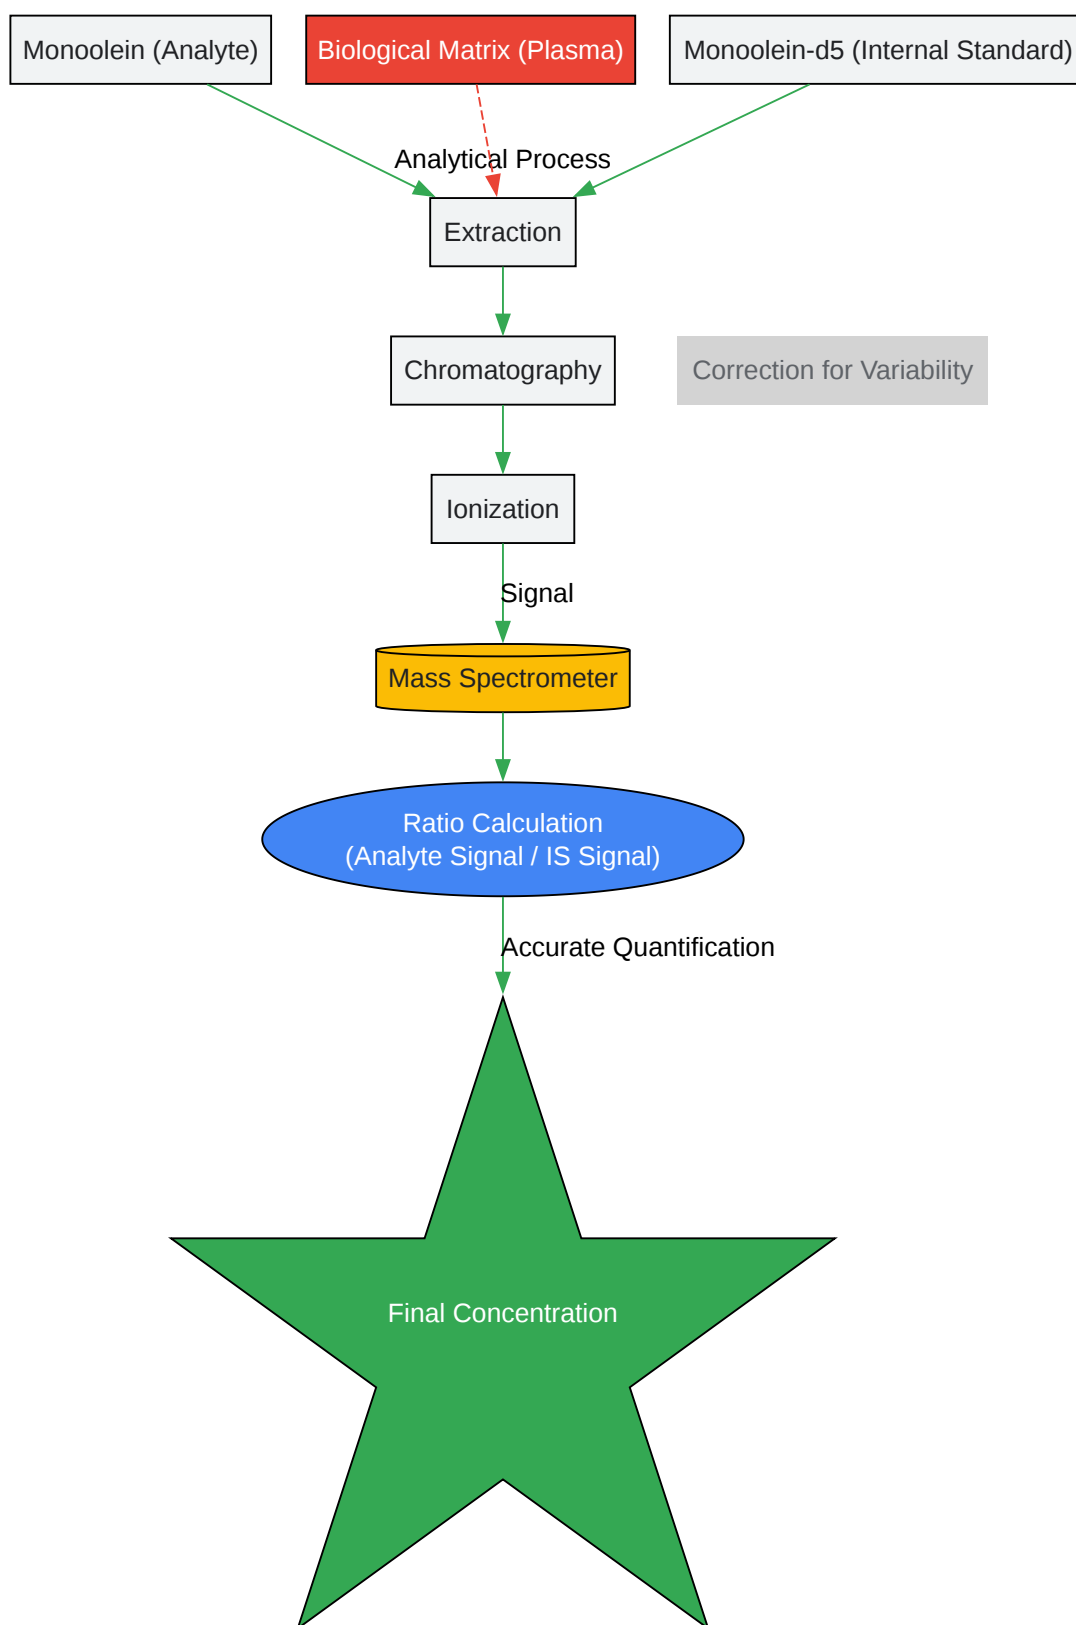 Monoolein (Analyte)
Biological Matrix (Plasma)
Monoolein-d5 (Internal Standard)
Analytical Process
Extraction
Chromatography
Correction for Variability
Ionization
Signal
Mass Spectrometer
Ratio Calculation
(Analyte Signal / IS Signal)
Accurate Quantification
Final Concentration